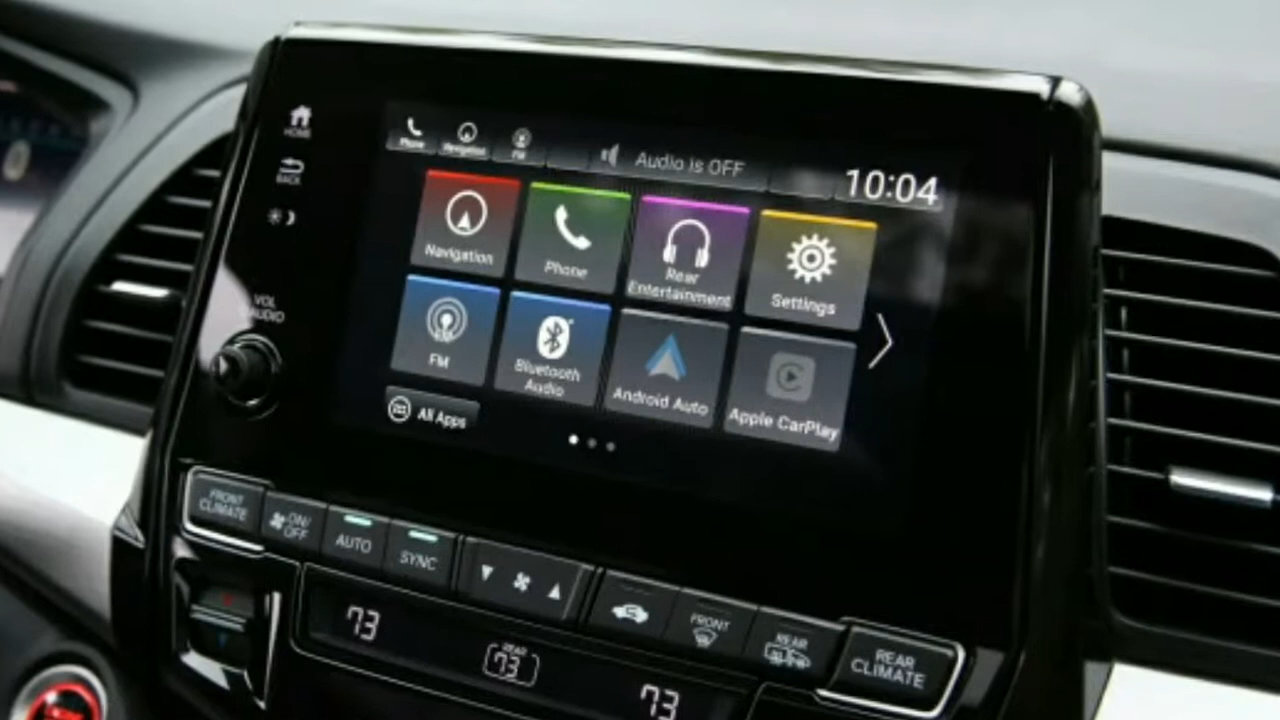 HOME
BACK
VOL
AUDIO
Phone
Navigation
FM
Audio is OFF
10:04
Navigation
Phone
Rear
Entertainment
Settings
FM
Bluetooth
Audio
Android Auto
Apple CarPlay
All Apps
FRONT
CLIMATE
ON/
OFF
AUTO
SYNC
FRONT
REAR
REAR
CLIMATE
73
REAR
73
73